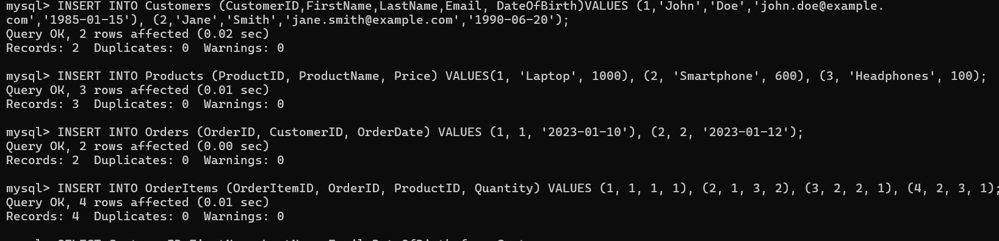 mysql> INSERT INTO Customers (CustomerID,FirstName,LastName,Email, DateOfBirth)VALUES (1,'John','Doe','john.doe@example.
com','1985-01-15'), (2,'Jane','Smith','jane.smith@example.com','1990-06-20');
Query OK, 2 rows affected (0.02 sec)
Records: 2  Duplicates: 0  Warnings: 0
mysql> INSERT INTO Products (ProductID, ProductName, Price) VALUES(1, 'Laptop', 1000), (2, 'Smartphone', 600), (3, 'Headphones', 100);
Query OK, 3 rows affected (0.01 sec)
Records: 3  Duplicates: 0  Warnings: 0
mysql> INSERT INTO Orders (OrderID, CustomerID, OrderDate) VALUES (1, 1, '2023-01-10'), (2, 2, '2023-01-12');
Query OK, 2 rows affected (0.00 sec)
Records: 2  Duplicates: 0  Warnings: 0
mysql> INSERT INTO OrderItems (OrderItemID, OrderID, ProductID, Quantity) VALUES (1, 1, 1, 1), (2, 1, 3, 2), (3, 2, 2, 1), (4, 2, 3, 1);
Query OK, 4 rows affected (0.01 sec)
Records: 4  Duplicates: 0  Warnings: 0